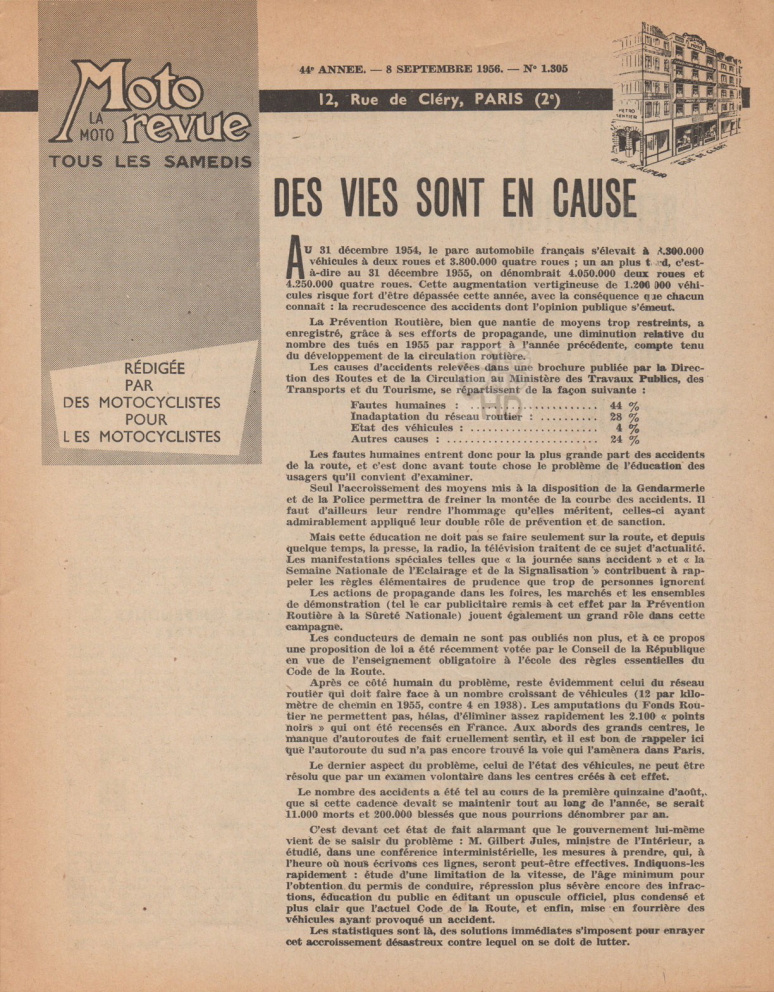 Moto
LA
MOTO revue
TOUS LES SAMEDIS
44e ANNEE. — 8 SEPTEMBRE 1956. — N° 1.305
12, Rue de Cléry, PARIS (2e)
METRO
SENTIER
RUE DE CLERY
RÉDIGÉE
PAR
DES MOTOCYCLISTES
POUR
LES MOTOCYCLISTES
DES VIES SONT EN CAUSE
AU 31 décembre 1954, le parc automobile français s'élevait à 3.300.000
véhicules à deux roues et 3.800.000 quatre roues ; un an plus t rd, c'est-
à-dire au 31 décembre 1955, on dénombrait 4.050.000 deux roues et
4.250.000 quatre roues. Cette augmentation vertigineuse de 1.200 000 véhi-
cules risque fort d'être dépassée cette année, avec la conséquence que chacun
connaît : la recrudescence des accidents dont l'opinion publique s'émeut.
La Prévention Routière, bien que nantie de moyens trop restreints, a
enregistré, grâce à ses efforts de propagande, une diminution relative du
nombre des tués en 1955 par rapport à l'année précédente, compte tenu
du développement de la circulation routière.
Les causes d'accidents relevées dans une brochure publiée par la Direc-
tion des Routes et de la Circulation au Ministère des Travaux Publics, des
Transports et du Tourisme, se répartissent de la façon suivante :
Fautes humaines : ........................ 44 %
Inadaptation du réseau routier : .......... 28 %
Etat des véhicules : ...................... 4 %
Autres causes : .......................... 24 %
Les fautes humaines entrent donc pour la plus grande part des accidents
de la route, et c'est donc avant toute chose le problème de l'éducation des
usagers qu'il convient d'examiner.
Seul l'accroissement des moyens mis à la disposition de la Gendarmerie
et de la Police permettra de freiner la montée de la courbe des accidents. Il
faut d'ailleurs leur rendre l'hommage qu'elles méritent, celles-ci ayant
admirablement appliqué leur double rôle de prévention et de sanction.
Mais cette éducation ne doit pas se faire seulement sur la route, et depuis
quelque temps, la presse, la radio, la télévision traitent de ce sujet d'actualité.
Les manifestations spéciales telles que « la journée sans accident » et « la
Semaine Nationale de l'Eclairage et de la Signalisation » contribuent à rap-
peler les règles élémentaires de prudence que trop de personnes ignorent
Les actions de propagande dans les foires, les marchés et les ensembles
de démonstration (tel le car publicitaire remis à cet effet par la Prévention
Routière à la Sûreté Nationale) jouent également un grand rôle dans cette
campagne.
Les conducteurs de demain ne sont pas oubliés non plus, et à ce propos
une proposition de loi a été récemment votée par le Conseil de la République
en vue de l'enseignement obligatoire à l'école des règles essentielles du
Code de la Route.
Après ce côté humain du problème, reste évidemment celui du réseau
routier qui doit faire face à un nombre croissant de véhicules (12 par kilo-
mètre de chemin en 1955, contre 4 en 1938). Les amputations du Fonds Rou-
tier ne permettent pas, hélas, d'éliminer assez rapidement les 2.100 « points
noirs » qui ont été recensés en France. Aux abords des grands centres, le
manque d'autoroutes de fait cruellement sentir, et il est bon de rappeler ici
que l'autoroute du sud n'a pas encore trouvé la voie qui l'amènera dans Paris.
Le dernier aspect du problème, celui de l'état des véhicules, ne peut être
résolu que par un examen volontaire dans les centres créés à cet effet.
Le nombre des accidents a été tel au cours de la première quinzaine d'août,
que si cette cadence devait se maintenir tout au long de l'année, se serait
11.000 morts et 200.000 blessés que nous pourrions dénombrer par an.
C'est devant cet état de fait alarmant que le gouvernement lui-même
vient de se saisir du problème : M. Gilbert Jules, ministre de l'Intérieur, a
étudié, dans une conférence interministérielle, les mesures à prendre, qui, à
l'heure où nous écrivons ces lignes, seront peut-être effectives. Indiquons-les
rapidement : étude d'une limitation de la vitesse, de l'âge minimum pour
l'obtention du permis de conduire, répression plus sévère encore des infrac-
tions, éducation du public en éditant un opuscule officiel, plus condensé et
plus clair que l'actuel Code de la Route, et enfin, mise en fourrière des
véhicules ayant provoqué un accident.
Les statistiques sont là, des solutions immédiates s'imposent pour enrayer
cet accroissement désastreux contre lequel on se doit de lutter.